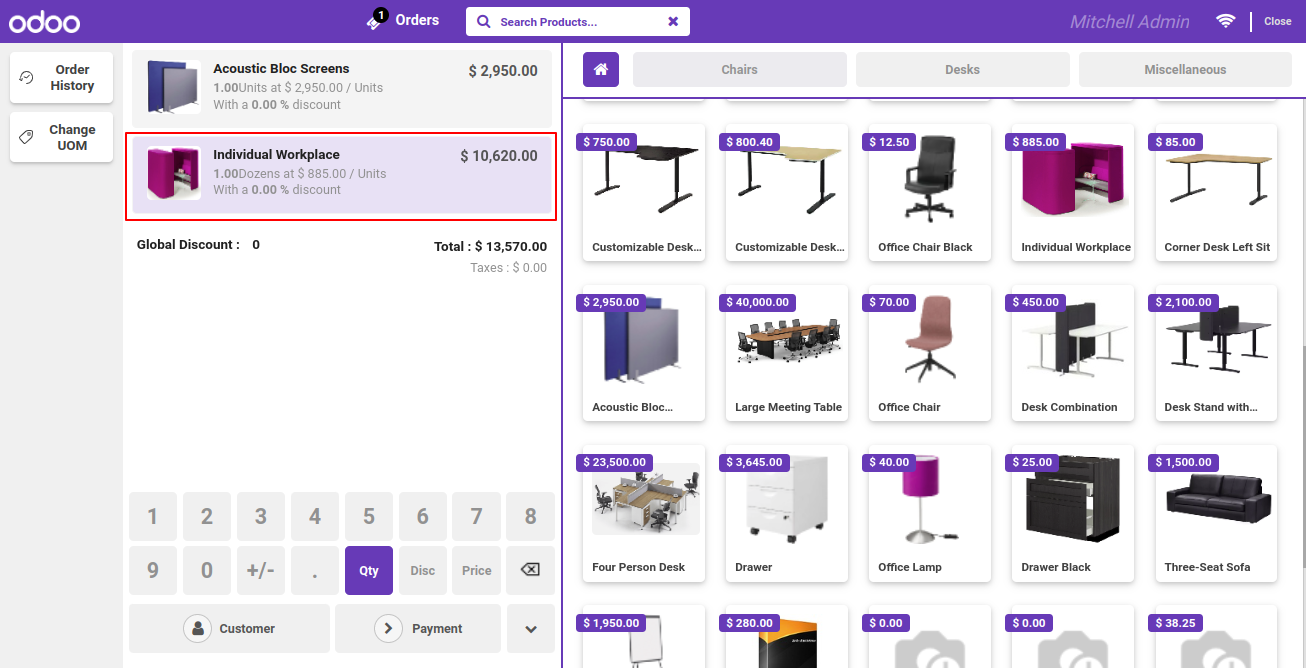 odoo
1
Orders
Search Products...
Mitchell Admin
Close
Order
History
Change
UOM
Acoustic Bloc Screens
$ 2,950.00
1.00Units at $ 2,950.00 / Units
With a 0.00 % discount
Individual Workplace
$ 10,620.00
1.00Dozens at $ 885.00 / Units
With a 0.00 % discount
Global Discount : 0
Total : $ 13,570.00
Taxes : $ 0.00
1 2 3 4 5 6 7 8
9 0 +/- . Qty Disc Price
Customer
Payment
Chairs
Desks
Miscellaneous
$ 750.00
Customizable Desk...
$ 800.40
Customizable Desk...
$ 12.50
Office Chair Black
$ 885.00
Individual Workplace
$ 85.00
Corner Desk Left Sit
$ 2,950.00
Acoustic Bloc...
$ 40,000.00
Large Meeting Table
$ 70.00
Office Chair
$ 450.00
Desk Combination
$ 2,100.00
Desk Stand with...
$ 23,500.00
Four Person Desk
$ 3,645.00
Drawer
$ 40.00
Office Lamp
$ 25.00
Drawer Black
$ 1,500.00
Three-Seat Sofa
$ 1,950.00
$ 280.00
$ 0.00
$ 0.00
$ 38.25